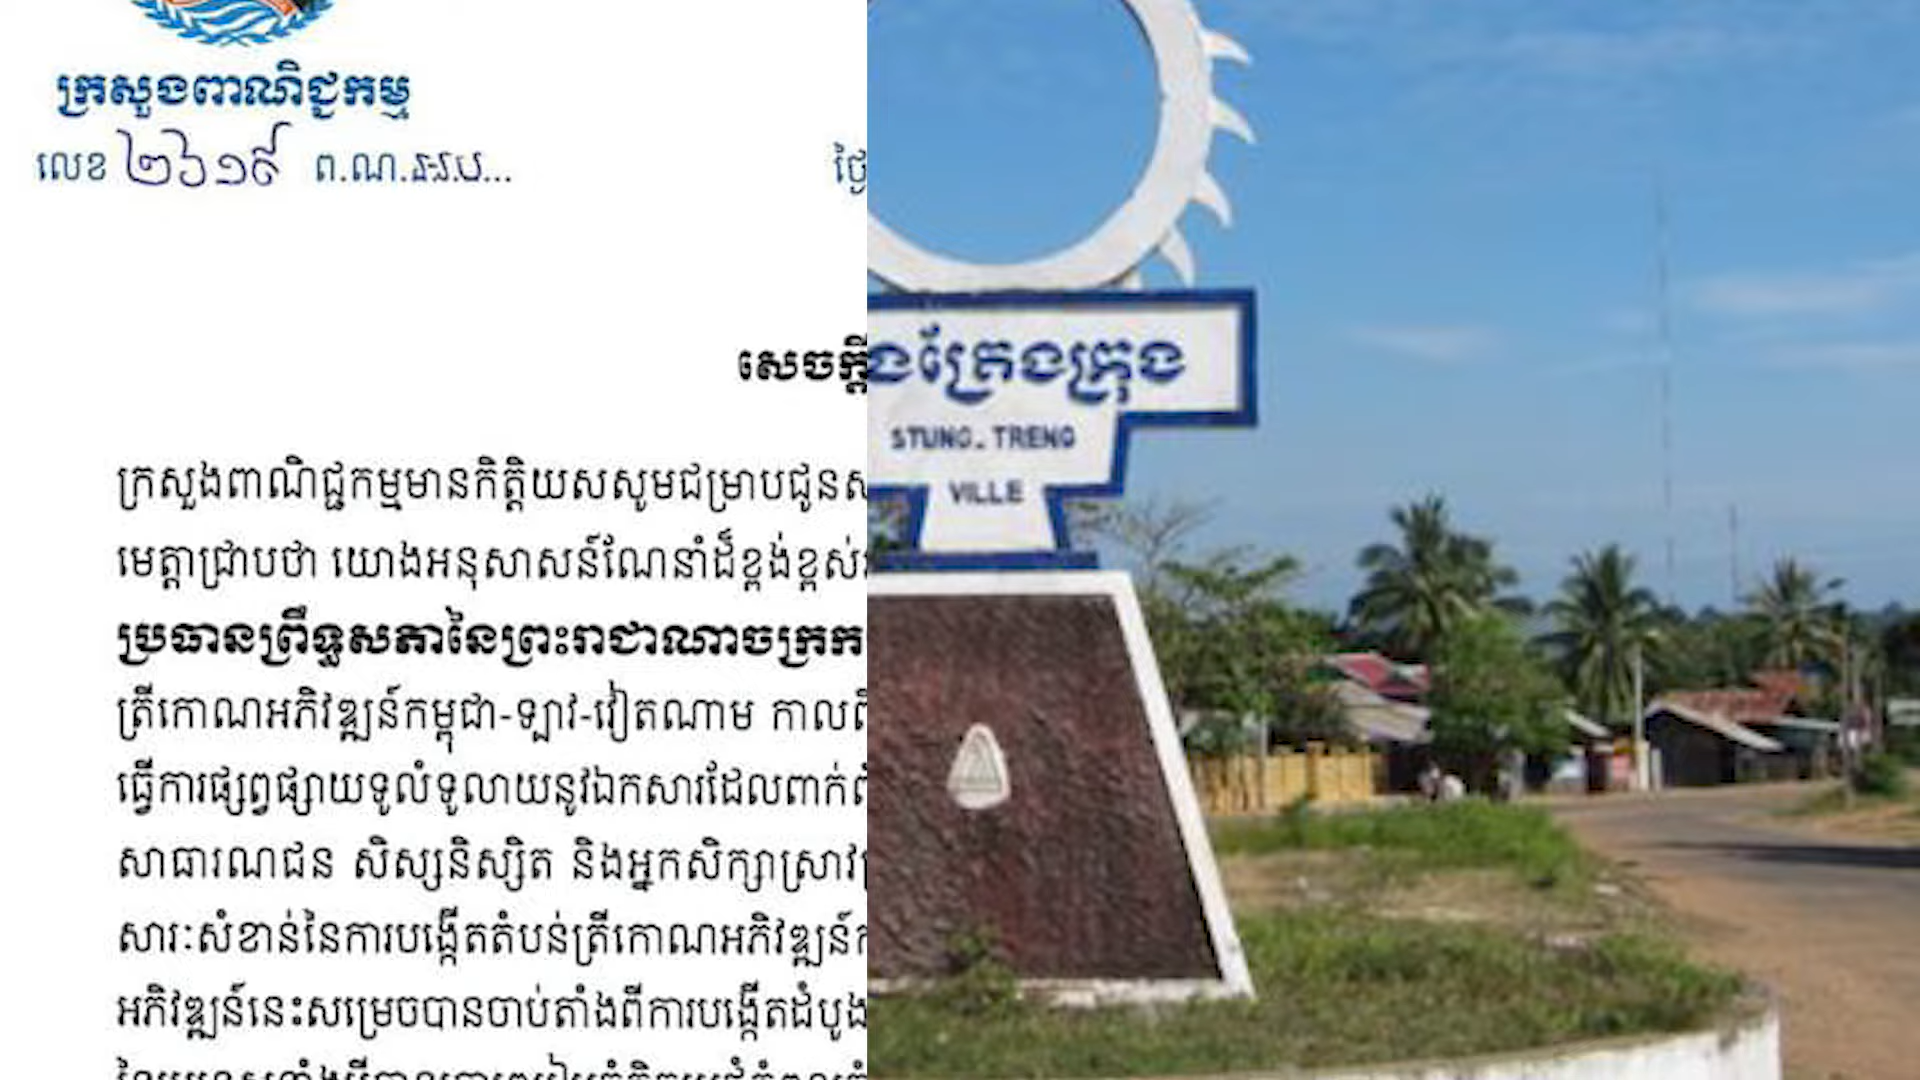 ក្រសួងពាណិជ្ជកម្ម
លេខ ២៦១៩ ព.ណ.អ.ប...
ថ្ងៃ
សេចក្តី
ក្រសួងពាណិជ្ជកម្មមានកិត្តិយសសូមជម្រាបជូនស
មេត្តាជ្រាបថា យោងអនុសាសន៍ណែនាំដ៏ខ្ពង់ខ្ពស់
ប្រធានព្រឹទ្ធសភានៃព្រះរាជាណាចក្រក
ត្រីកោណអភិវឌ្ឍន៍កម្ពុជា-ឡាវ-វៀតណាម កាលពី
ធ្វើការផ្សព្វផ្សាយទូលំទូលាយនូវឯកសារដែលពាក់ព័
សាធារណជន សិស្សនិស្សិត និងអ្នកសិក្សាស្រាវ
សារៈសំខាន់នៃការបង្កើតតំបន់ត្រីកោណអភិវឌ្ឍន៍
អភិវឌ្ឍន៍នេះសម្រេចបានចាប់តាំងពីការបង្កើតដំបូង
ងត្រែងក្រុង
STUNG. TRENG
VILLE